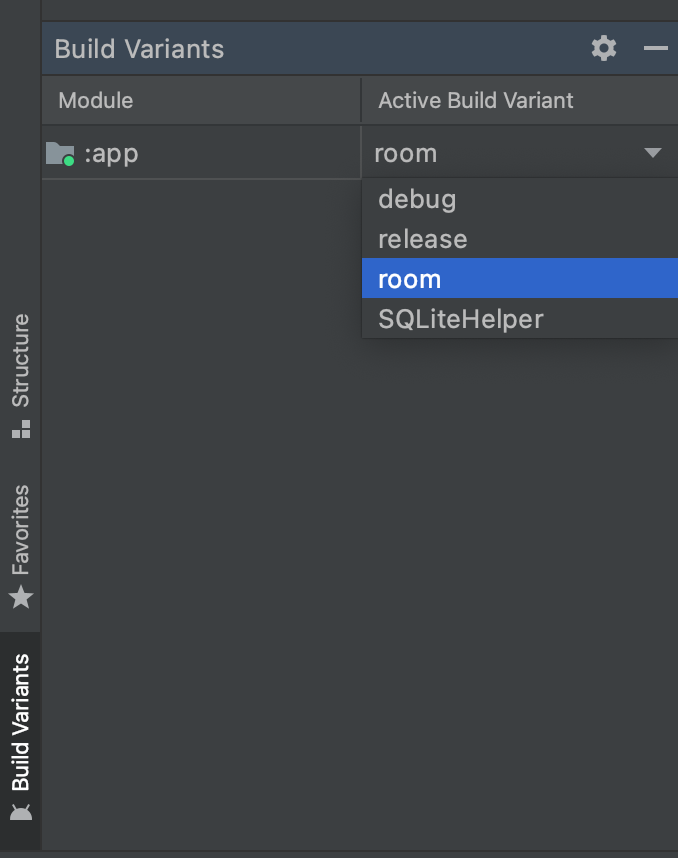 Build Variants
Module Active Build Variant
:app room
debug
release
room
SQLiteHelper
Structure
Favorites
Build Variants